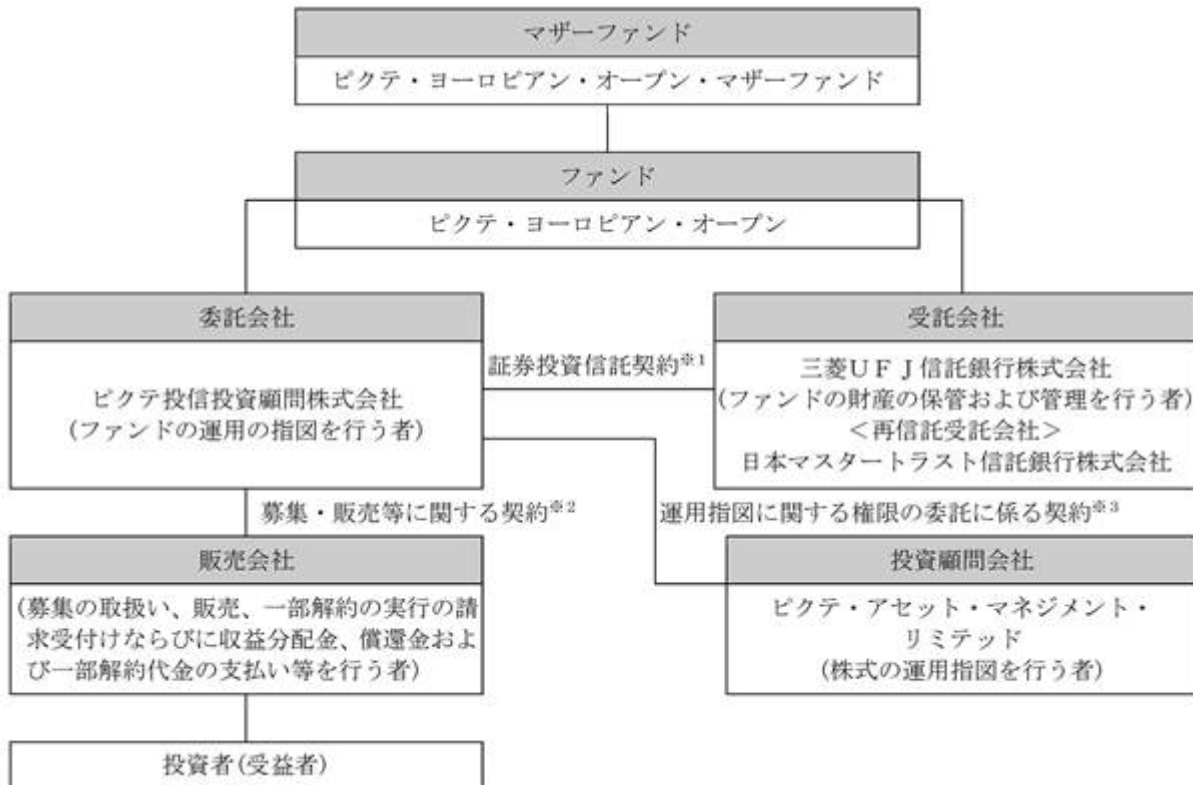 マザーファンド
ピクテ・ヨーロピアン・オープン・マザーファンド
ファンド
ピクテ・ヨーロピアン・オープン
委託会社
ピクテ投信投資顧問株式会社
(ファンドの運用の指図を行う者)
証券投資信託契約※1
受託会社
三菱UFJ信託銀行株式会社
(ファンドの財産の保管および管理を行う者)
<再信託受託会社>
日本マスタートラスト信託銀行株式会社
募集・販売等に関する契約※2
運用指図に関する権限の委託に係る契約※3
販売会社
(募集の取扱い、販売、一部解約の実行の請
求受付けならびに収益分配金、償還金およ
び一部解約代金の支払い等を行う者)
投資顧問会社
ピクテ・アセット・マネジメント・
リミテッド
(株式の運用指図を行う者)
投資者(受益者)